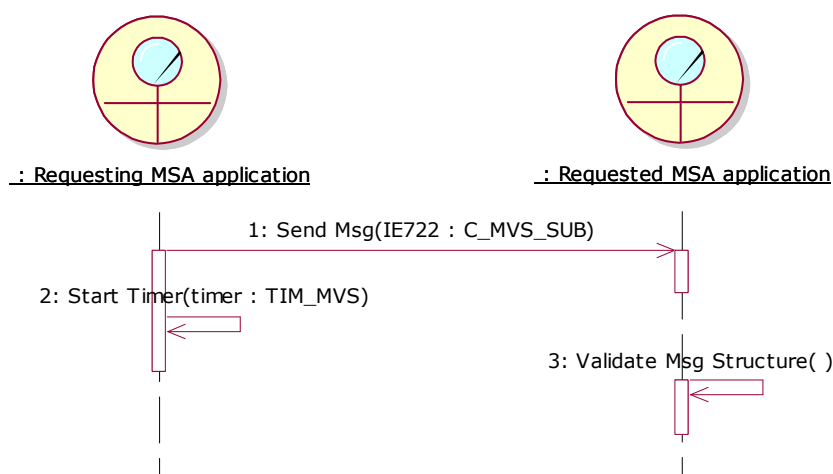 : Requesting MSA application
: Requested MSA application
1: Send Msg(IE722 : C_MVS_SUB)
2: Start Timer(timer : TIM_MVS)
3: Validate Msg Structure( )